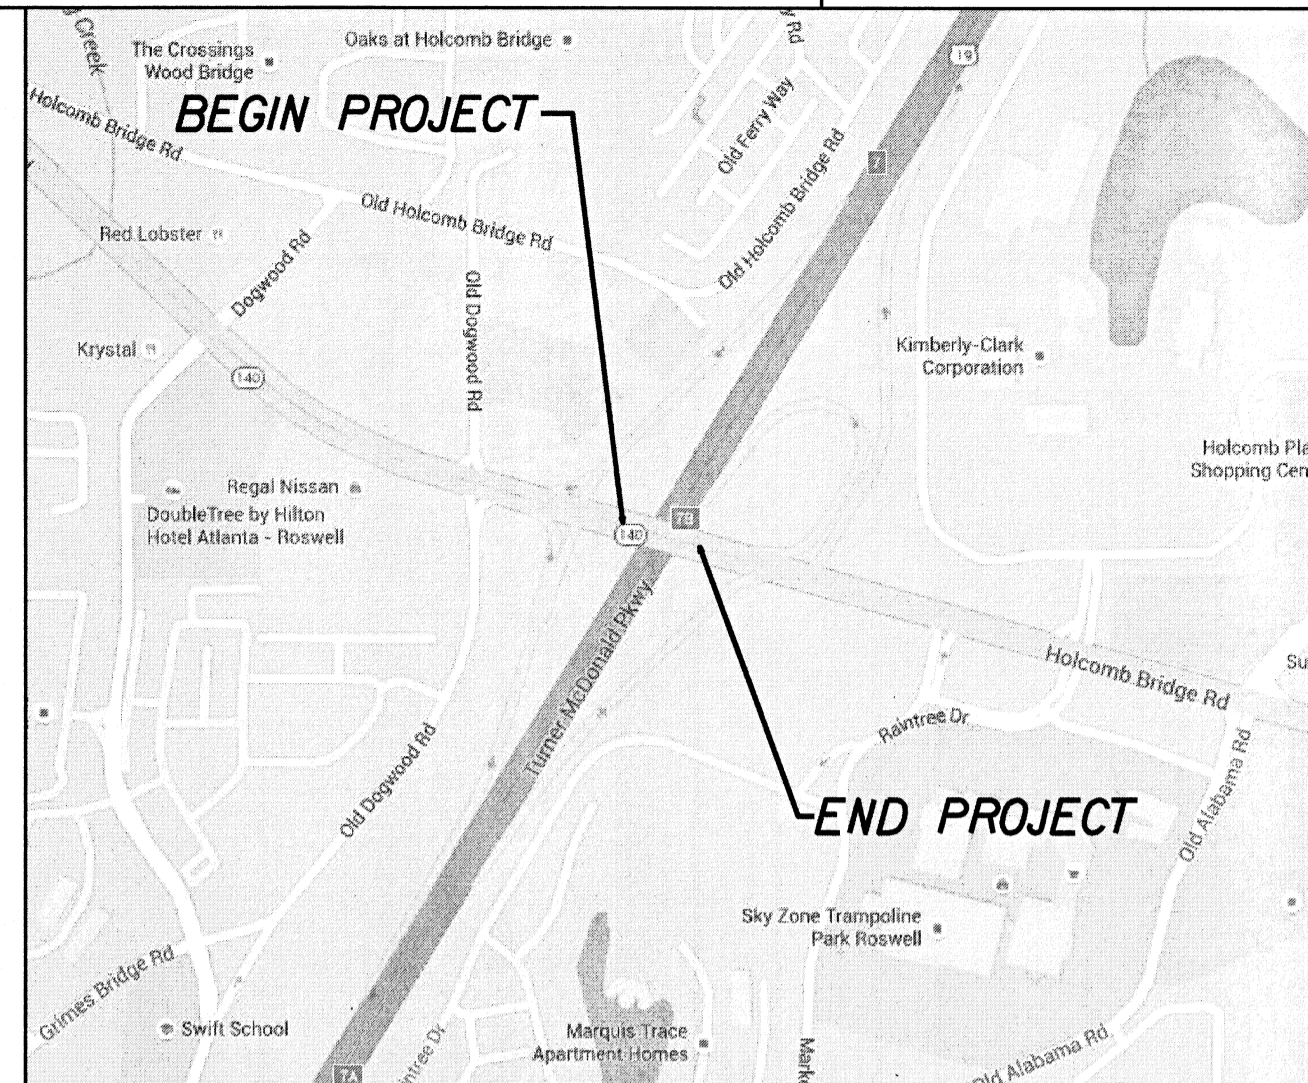 Creek
The Crossings
Wood Bridge
Oaks at Holcomb Bridge
Rd
19
BEGIN PROJECT
Holcomb Bridge Rd
Old Ferry Way
Old Holcomb Bridge Rd
Old Holcomb Bridge Rd
Red Lobster
Dogwood Rd
Old Dogwood Rd
Krystal
140
Kimberly-Clark
Corporation
Holcomb Pla
Shopping Cen
Regal Nissan
DoubleTree by Hilton
Hotel Atlanta - Roswell
140
7B
Turner McDonald Pkwy
Holcomb Bridge Rd
Su
Raintree Dr
Old Dogwood Rd
Old Alabama Rd
END PROJECT
Sky Zone Trampoline
Park Roswell
Grimes Bridge Rd
Swift School
Marquis Trace
Apartment Homes
intree Dr
Marke
Old Alabama Rd
7A